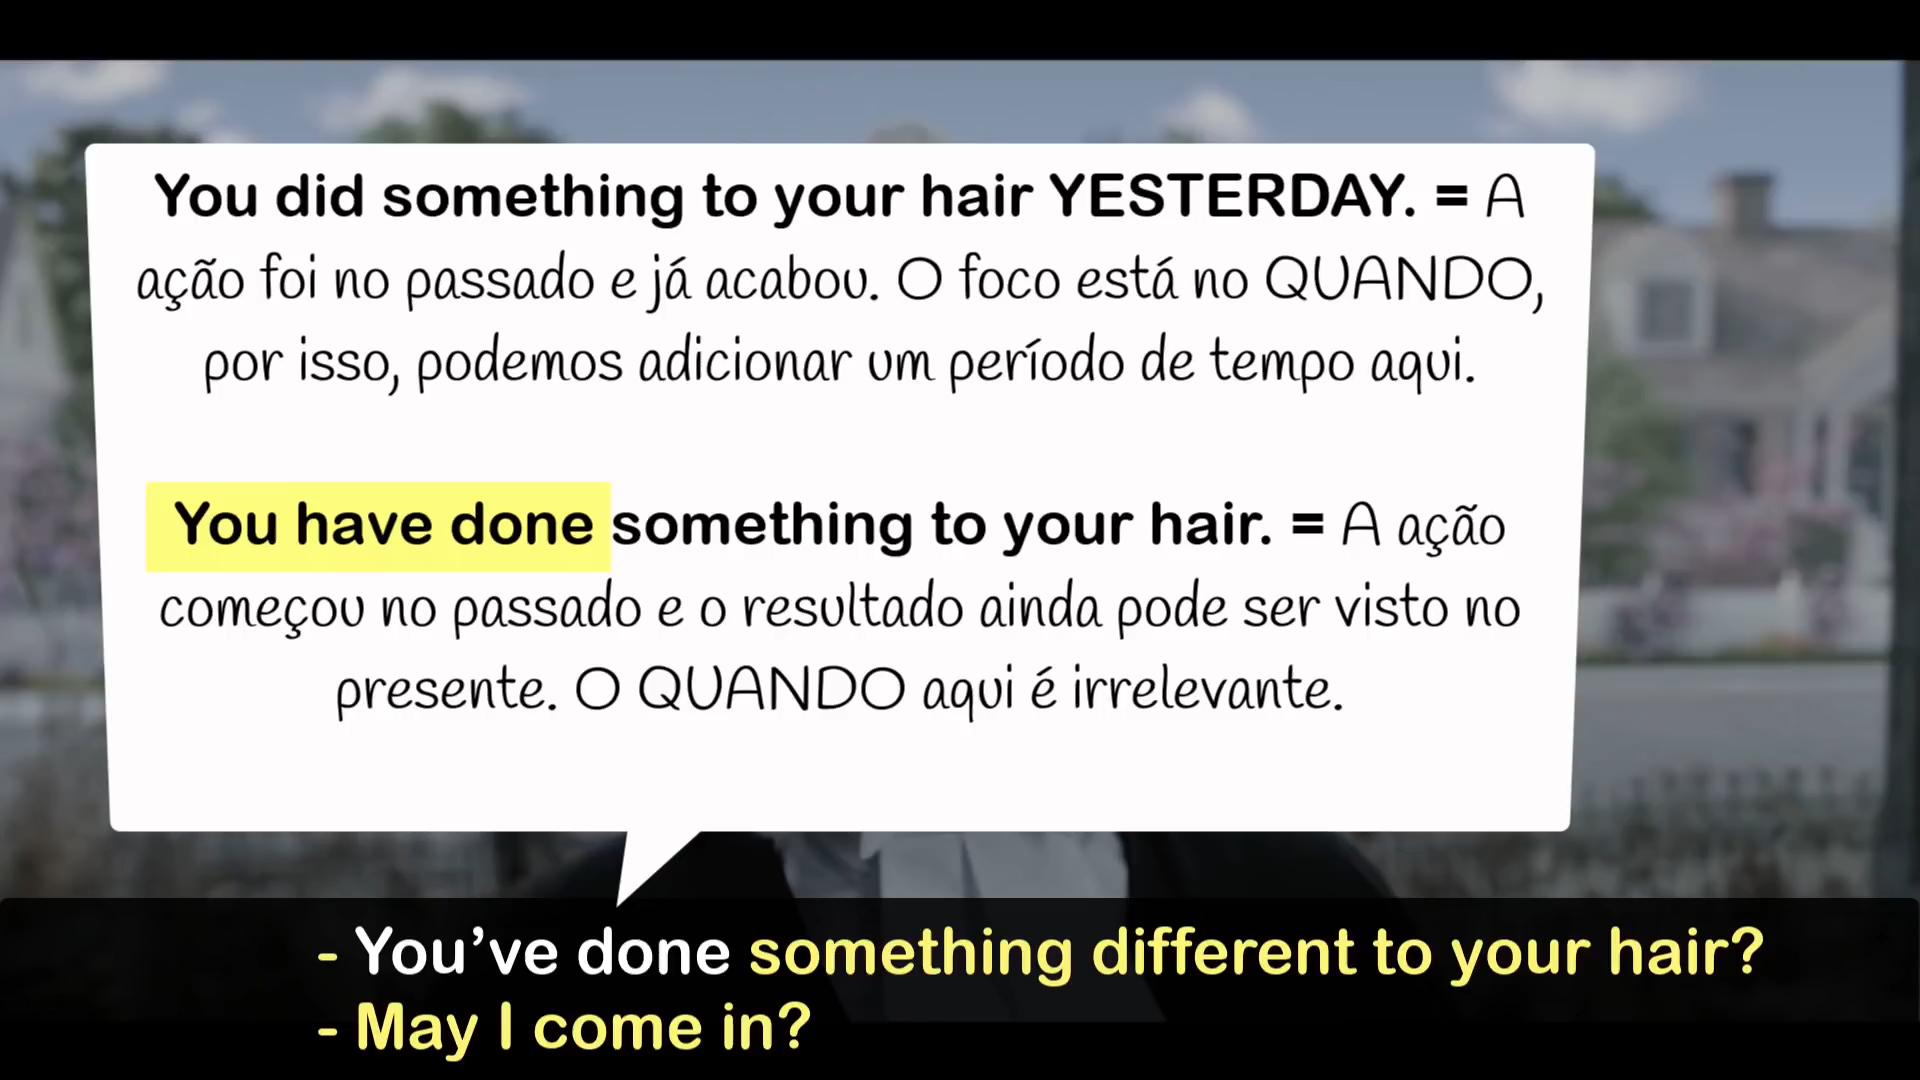 You did something to your hair YESTERDAY. = A
ação foi no passado e já acabou. O foco está no QUANDO,
por isso, podemos adicionar um período de tempo aqui.
You have done something to your hair. = A ação
começou no passado e o resultado ainda pode ser visto no
presente. O QUANDO aqui é irrelevante.
- You’ve done something different to your hair?
- May I come in?